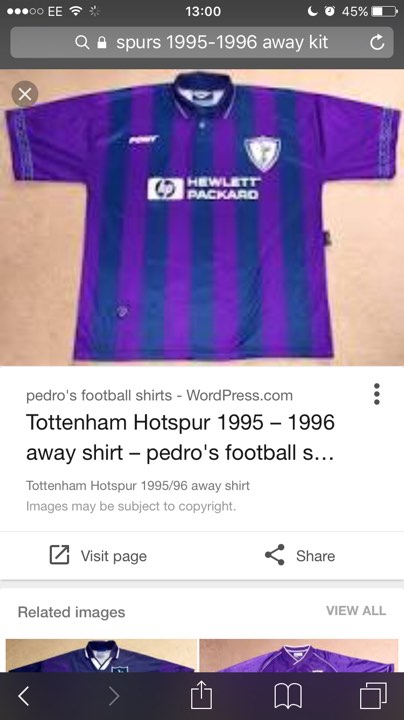 EE 13:00 45%
spurs 1995-1996 away kit
PONY
hp HEWLETT
PACKARD
pedro's football shirts - WordPress.com
Tottenham Hotspur 1995 – 1996
away shirt – pedro's football s...
Tottenham Hotspur 1995/96 away shirt
Images may be subject to copyright.
Visit page Share
Related images VIEW ALL